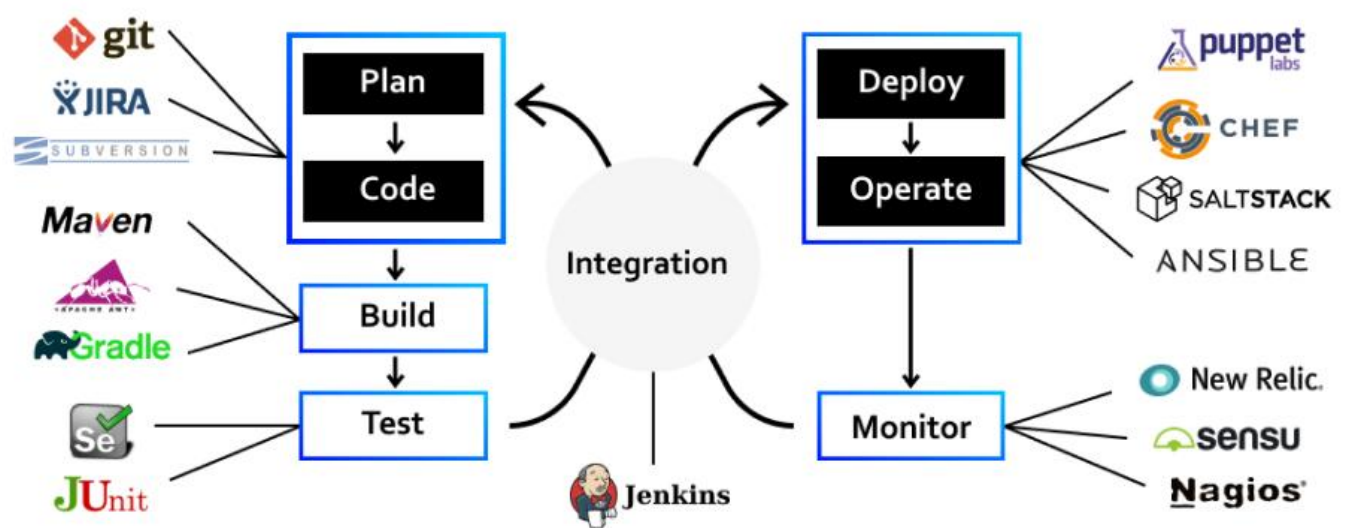 git
JIRA
SUBVERSION
Maven
APACHE ANT
Gradle
Se
JUnit
Plan
Code
Build
Test
Integration
Jenkins
Deploy
Operate
Monitor
puppet
labs
CHEF
SALTSTACK
ANSIBLE
New Relic.
sensu
Nagios®